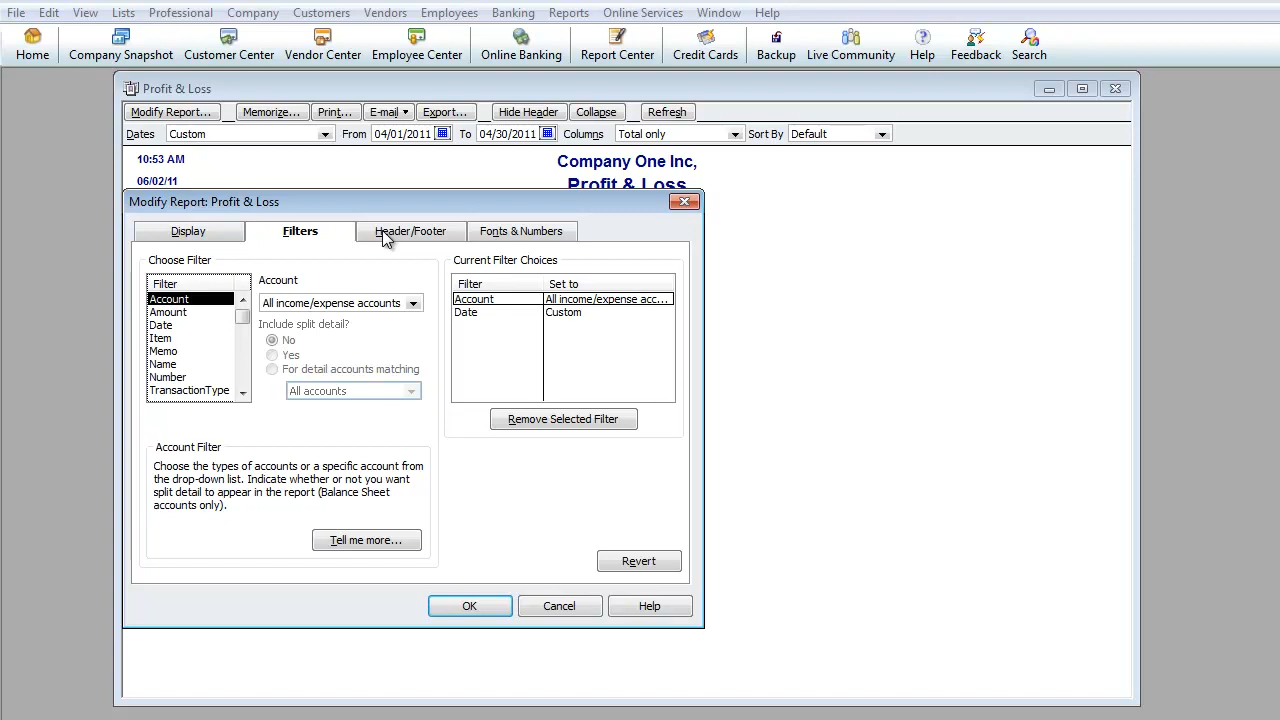 File Edit View Lists Professional Company Customers Vendors Employees Banking Reports Online Services Window Help
Home Company Snapshot Customer Center Vendor Center Employee Center Online Banking Report Center Credit Cards Backup Live Community Help Feedback Search
Profit & Loss
Modify Report... Memorize... Print... E-mail Export... Hide Header Collapse Refresh
Dates Custom From 04/01/2011 To 04/30/2011 Columns Total only Sort By Default
10:53 AM
Company One Inc,
06/02/11
Profit & Loss
Modify Report: Profit & Loss
Display Filters Header/Footer Fonts & Numbers
Choose Filter
Filter
Account
Amount
Date
Item
Memo
Name
Number
TransactionType
Account
All income/expense accounts
Include split detail?
No
Yes
For detail accounts matching
All accounts
Account Filter
Choose the types of accounts or a specific account from
the drop-down list. Indicate whether or not you want
split detail to appear in the report (Balance Sheet
accounts only).
Tell me more...
Current Filter Choices
Filter Set to
Account All income/expense acc...
Date Custom
Remove Selected Filter
Revert
OK Cancel Help